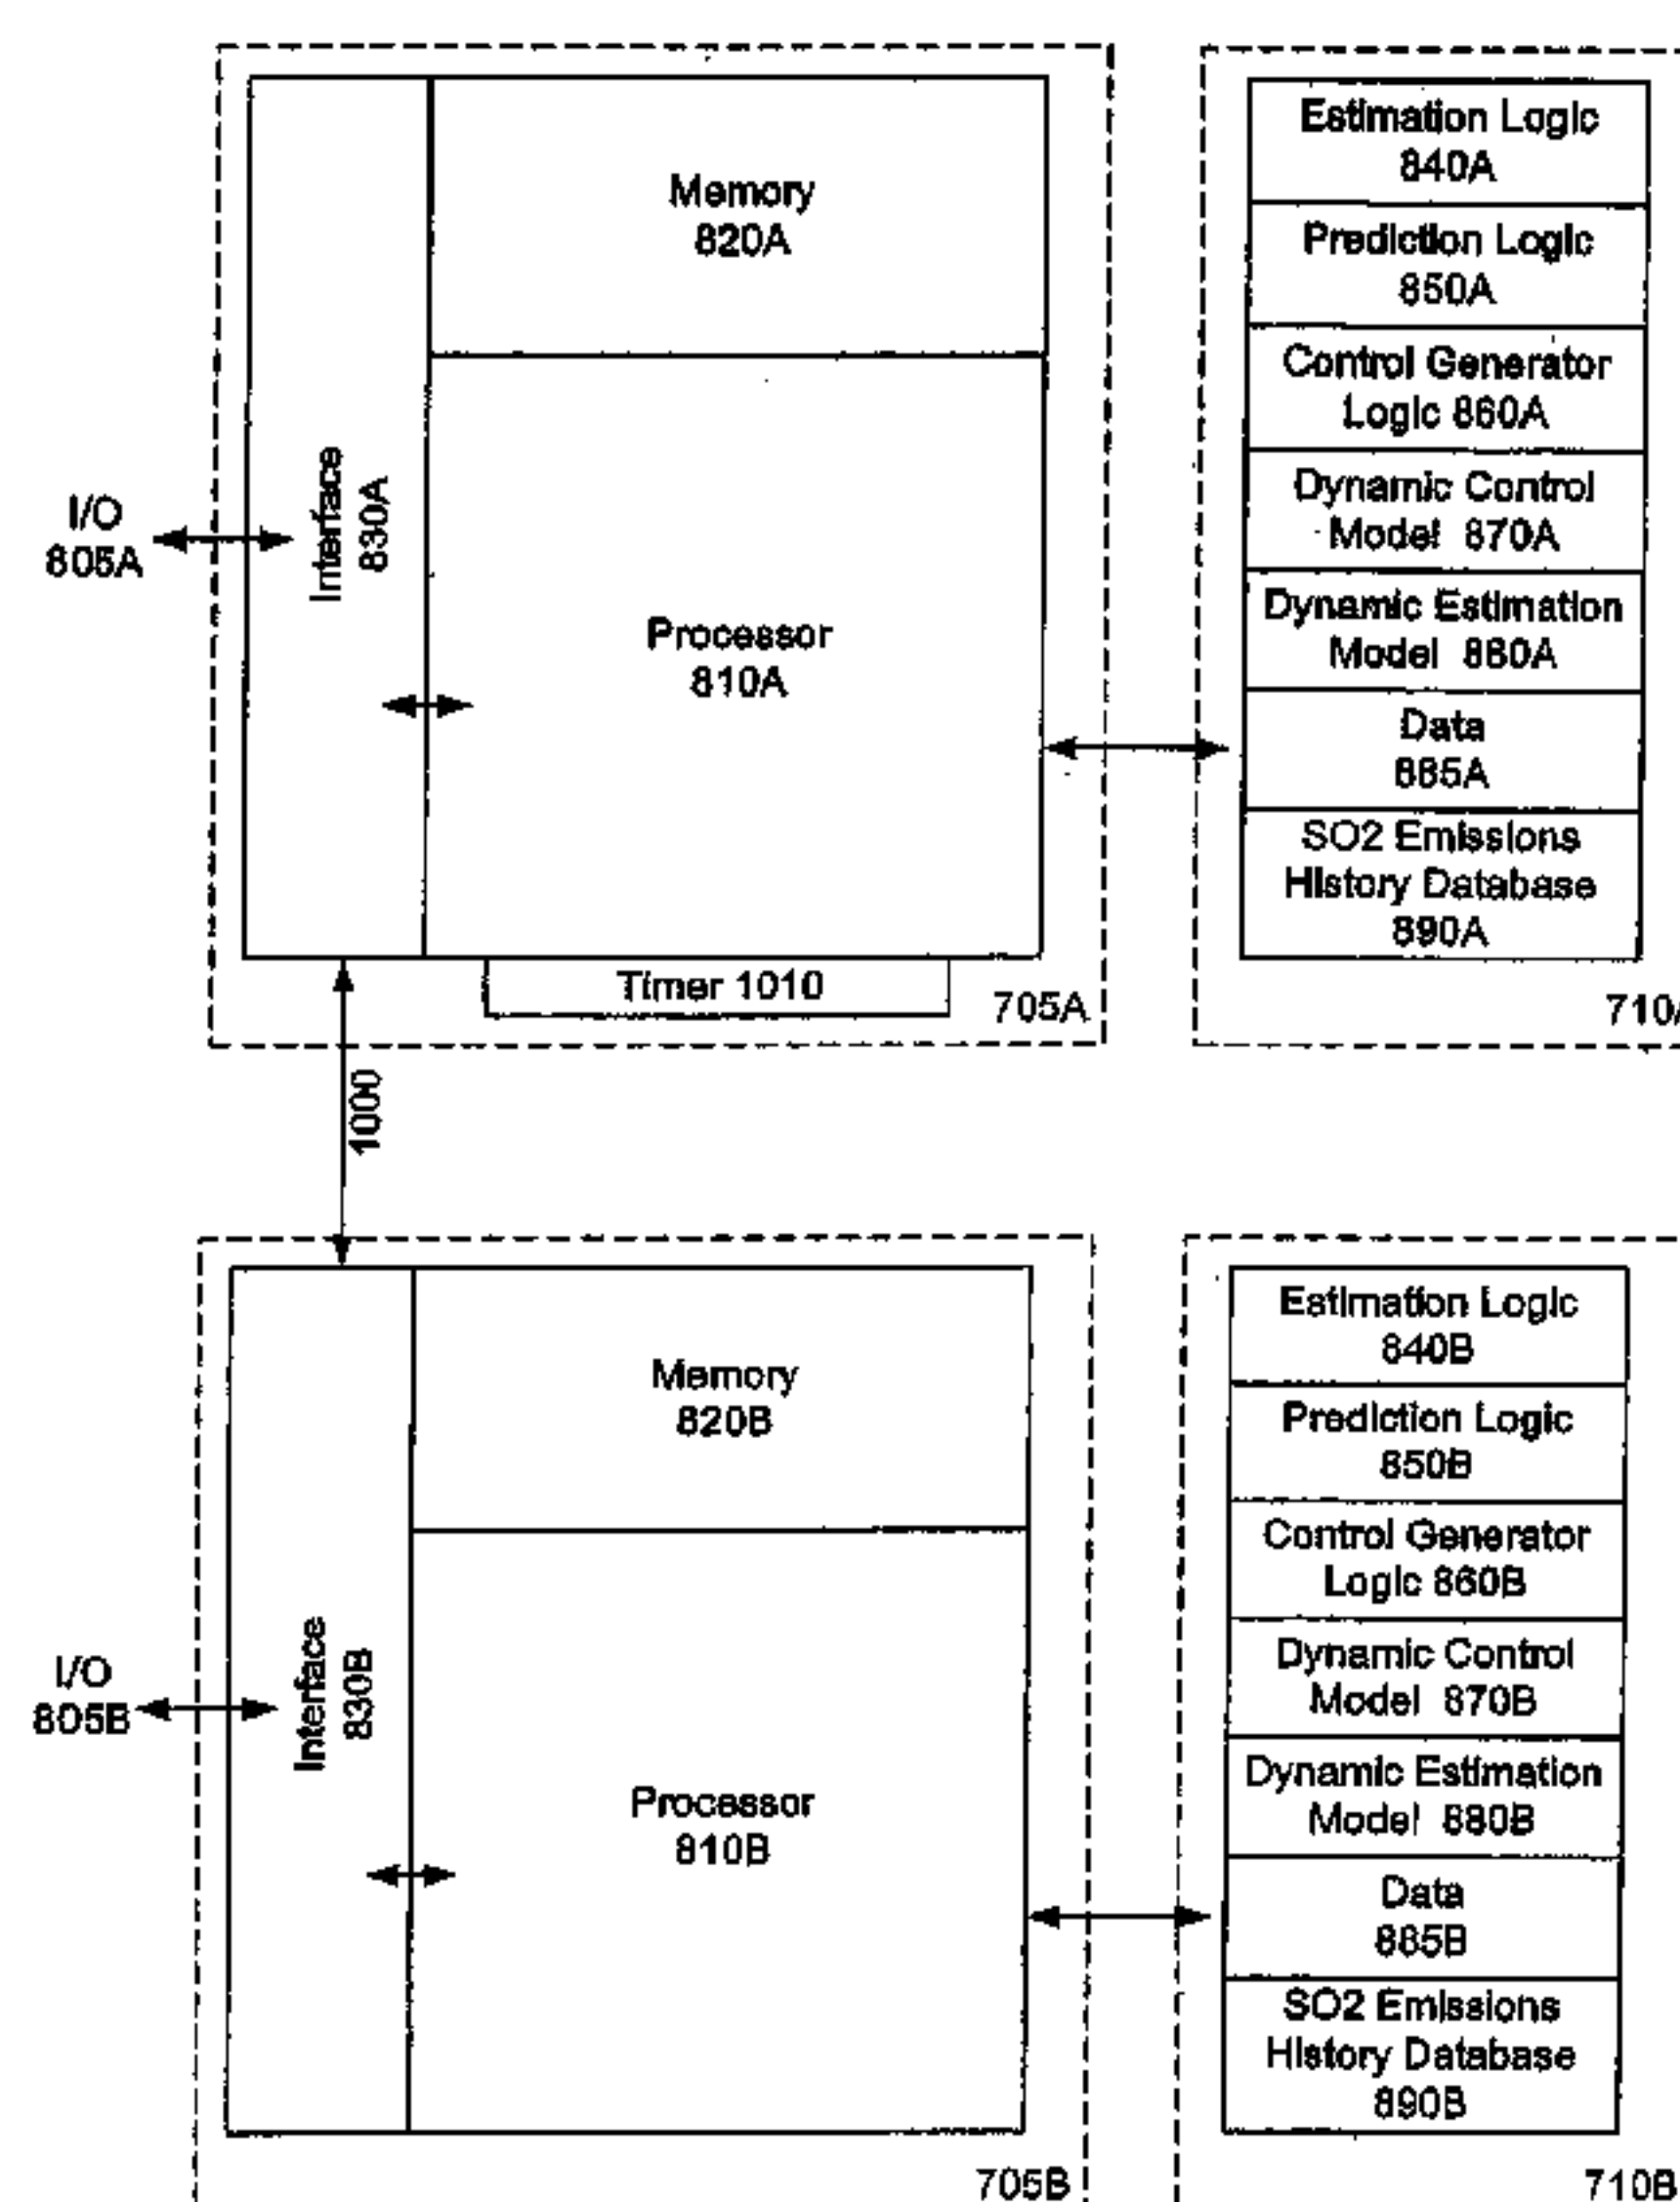 Memory
820A
Interface
830A
I/O
805A
Processor
810A
Timer 1010
705A
Estimation Logic
840A
Prediction Logic
850A
Control Generator
Logic 860A
Dynamic Control
Model 870A
Dynamic Estimation
Model 880A
Data
885A
SO2 Emissions
History Database
890A
1000
Memory
820B
Interface
830B
I/O
805B
Processor
810B
705B
Estimation Logic
840B
Prediction Logic
850B
Control Generator
Logic 860B
Dynamic Control
Model 870B
Dynamic Estimation
Model 880B
Data
885B
SO2 Emissions
History Database
890B
710B